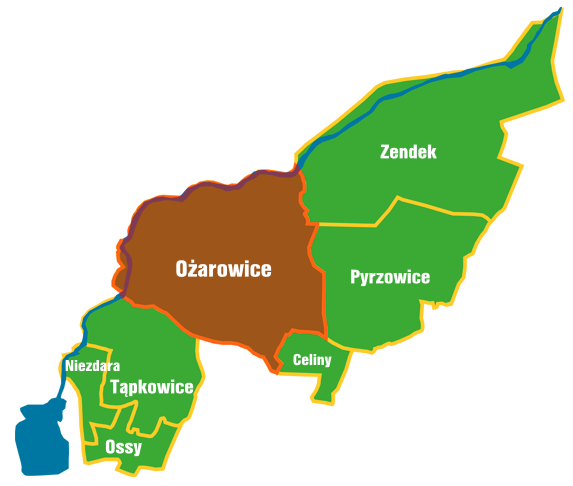 Zendek
Ożarowice
Pyrzowice
Celiny
Niezdara
Tąpkowice
Ossy